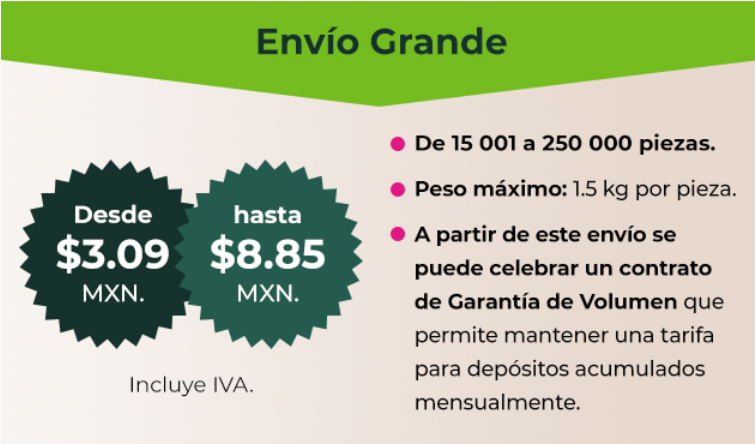 Envío Grande
Desde
$3.09
MXN.
hasta
$8.85
MXN.
Incluye IVA.
De 15 001 a 250 000 piezas.
Peso máximo: 1.5 kg por pieza.
A partir de este envío se
puede celebrar un contrato
de Garantía de Volumen que
permite mantener una tarifa
para depósitos acumulados
mensualmente.